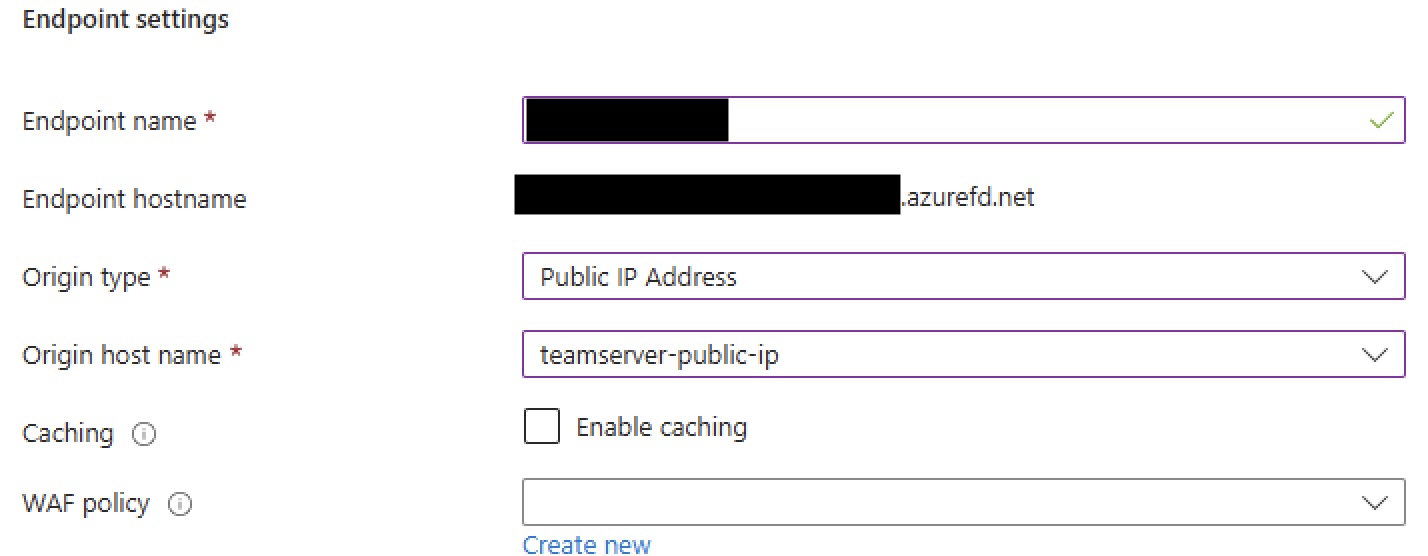 Endpoint settings
Endpoint name *
Endpoint hostname .azurefd.net
Origin type * Public IP Address
Origin host name * teamserver-public-ip
Caching Enable caching
WAF policy
Create new